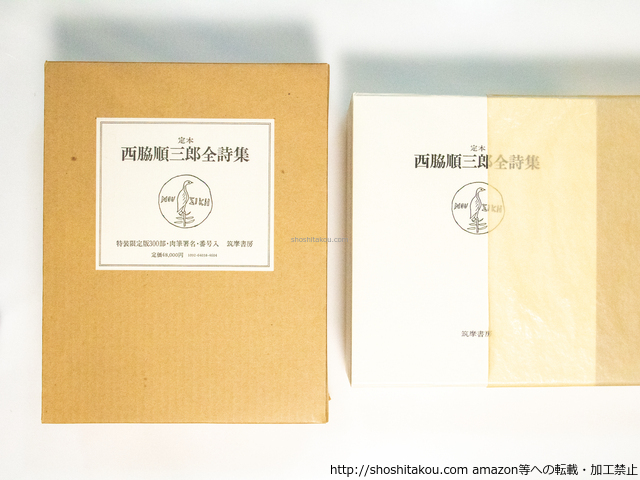 定本
西脇順三郎全詩集
ΜΟΥ ΣΙΚΗ
特装限定版300部・肉筆署名・番号入 筑摩書房
定価49,000円
定本
西脇順三郎全詩集
筑摩書房
shoshitakou.com
http://shoshitakou.com amazon等への転載・加工禁止